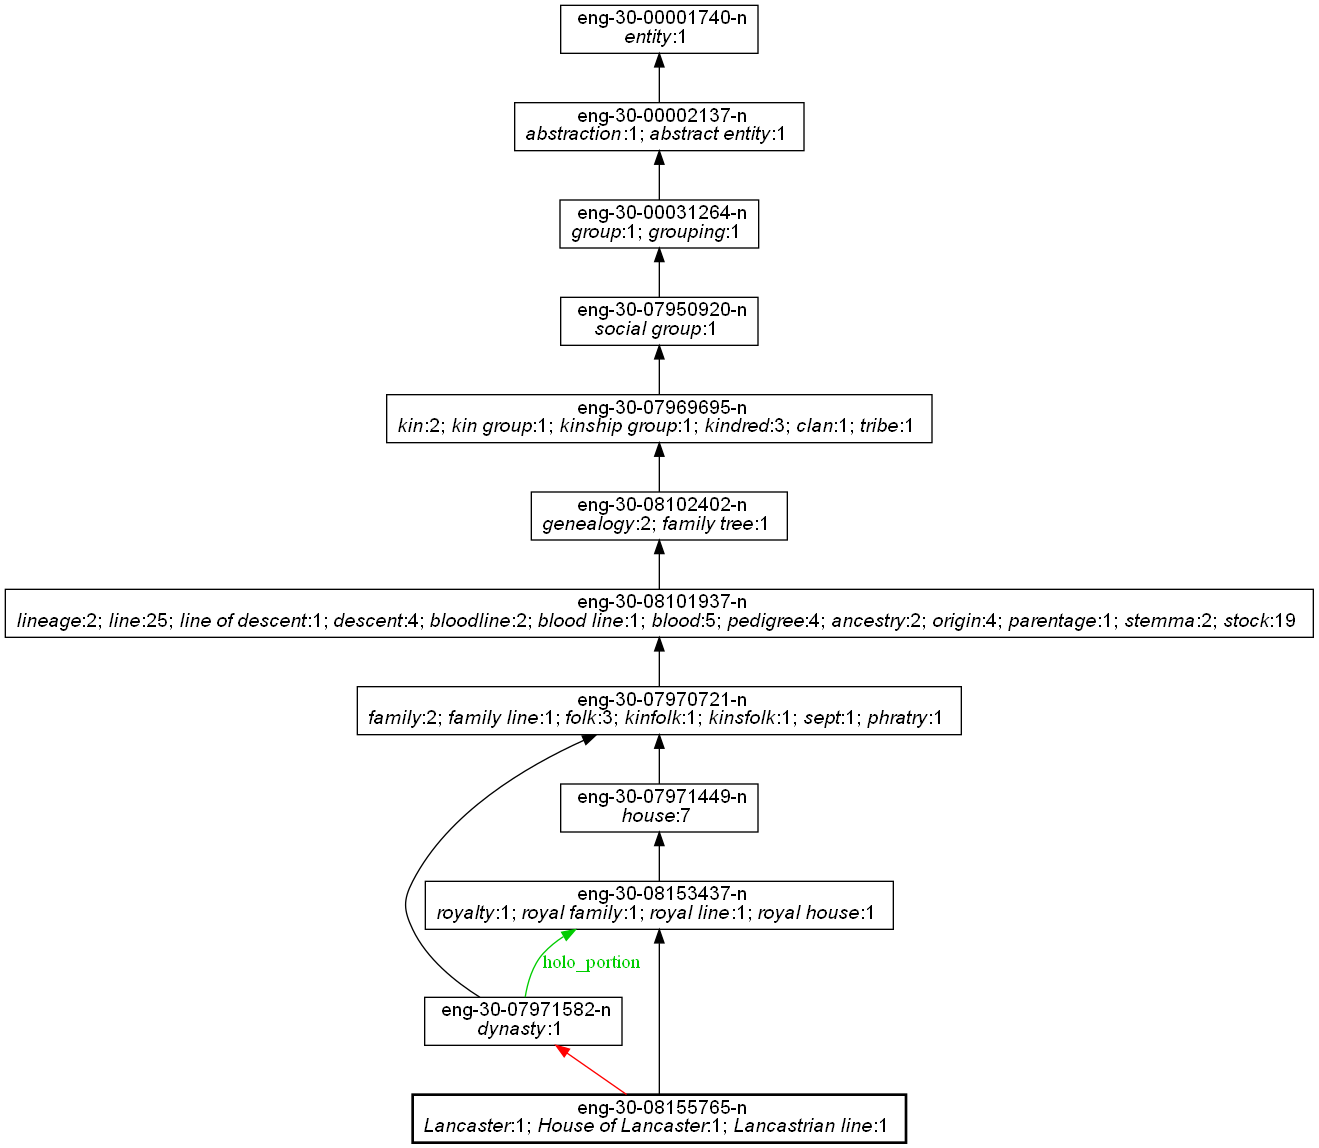 eng-30-00001740-n
entity:1
eng-30-00002137-n
abstraction:1; abstract entity:1
eng-30-00031264-n
group:1; grouping:1
eng-30-07950920-n
social group:1
eng-30-07969695-n
kin:2; kin group:1; kinship group:1; kindred:3; clan:1; tribe:1
eng-30-08102402-n
genealogy:2; family tree:1
eng-30-08101937-n
lineage:2; line:25; line of descent:1; descent:4; bloodline:2; blood line:1; blood:5; pedigree:4; ancestry:2; origin:4; parentage:1; stemma:2; stock:19
eng-30-07970721-n
family:2; family line:1; folk:3; kinfolk:1; kinsfolk:1; sept:1; phratry:1
eng-30-07971449-n
house:7
eng-30-08153437-n
royalty:1; royal family:1; royal line:1; royal house:1
holo_portion
eng-30-07971582-n
dynasty:1
eng-30-08155765-n
Lancaster:1; House of Lancaster:1; Lancastrian line:1